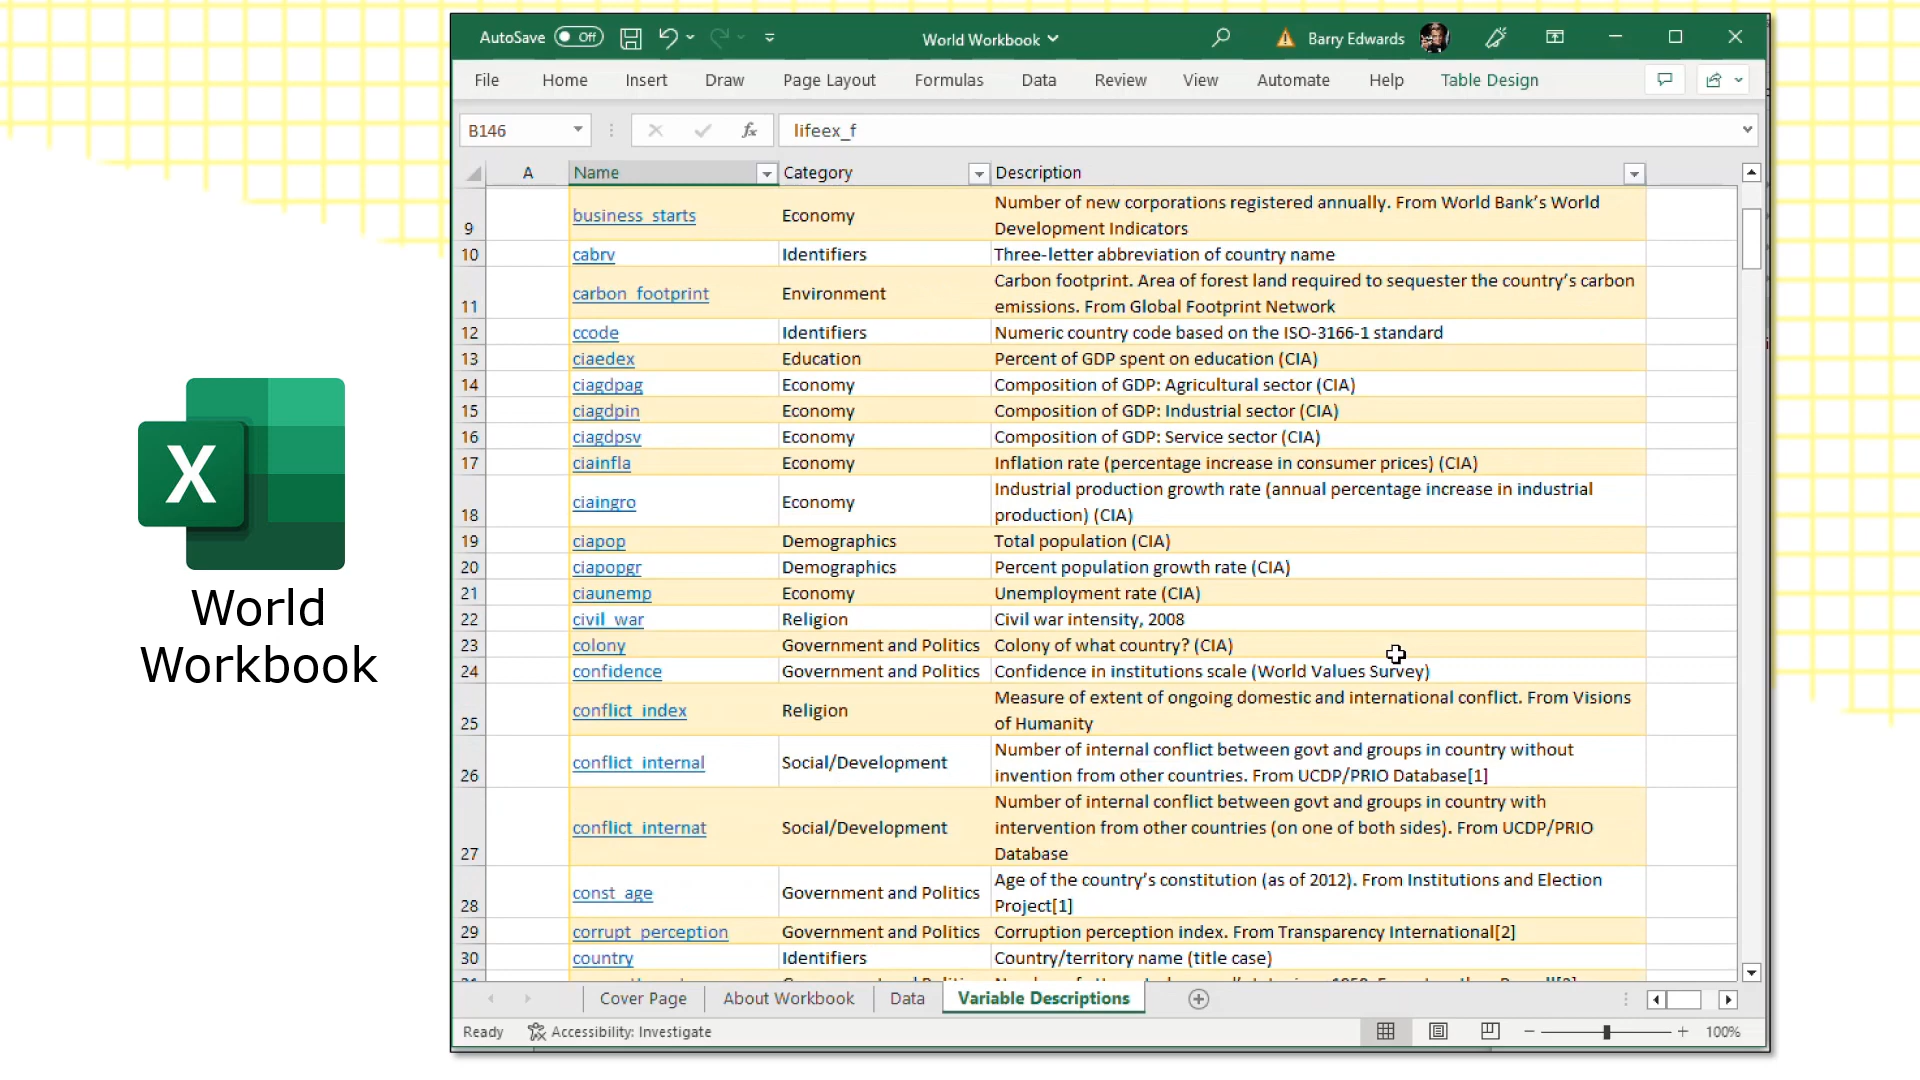 AutoSave Off World Workbook Barry Edwards
File Home Insert Draw Page Layout Formulas Data Review View Automate Help Table Design
B146 fx lifeex_f
A Name Category Description
9 business_starts Economy Number of new corporations registered annually. From World Bank's World
Development Indicators
10 cabrv Identifiers Three-letter abbreviation of country name
11 carbon_footprint Environment Carbon footprint. Area of forest land required to sequester the country's carbon
emissions. From Global Footprint Network
12 ccode Identifiers Numeric country code based on the ISO-3166-1 standard
13 ciaedex Education Percent of GDP spent on education (CIA)
14 ciagdpag Economy Composition of GDP: Agricultural sector (CIA)
15 ciagdpin Economy Composition of GDP: Industrial sector (CIA)
16 ciagdpsv Economy Composition of GDP: Service sector (CIA)
17 ciainfla Economy Inflation rate (percentage increase in consumer prices) (CIA)
18 ciaingro Economy Industrial production growth rate (annual percentage increase in industrial
production) (CIA)
19 ciapop Demographics Total population (CIA)
20 ciapopgr Demographics Percent population growth rate (CIA)
21 ciaunemp Economy Unemployment rate (CIA)
22 civil_war Religion Civil war intensity, 2008
23 colony Government and Politics Colony of what country? (CIA)
24 confidence Government and Politics Confidence in institutions scale (World Values Survey)
25 conflict_index Religion Measure of extent of ongoing domestic and international conflict. From Visions
of Humanity
26 conflict_internal Social/Development Number of internal conflict between govt and groups in country without
invention from other countries. From UCDP/PRIO Database[1]
27 conflict_internat Social/Development Number of internal conflict between govt and groups in country with
intervention from other countries (on one of both sides). From UCDP/PRIO
Database
28 const_age Government and Politics Age of the country's constitution (as of 2012). From Institutions and Election
Project[1]
29 corrupt_perception Government and Politics Corruption perception index. From Transparency International[2]
30 country Identifiers Country/territory name (title case)
Cover Page About Workbook Data Variable Descriptions
Ready Accessibility: Investigate 100%
X
World
Workbook